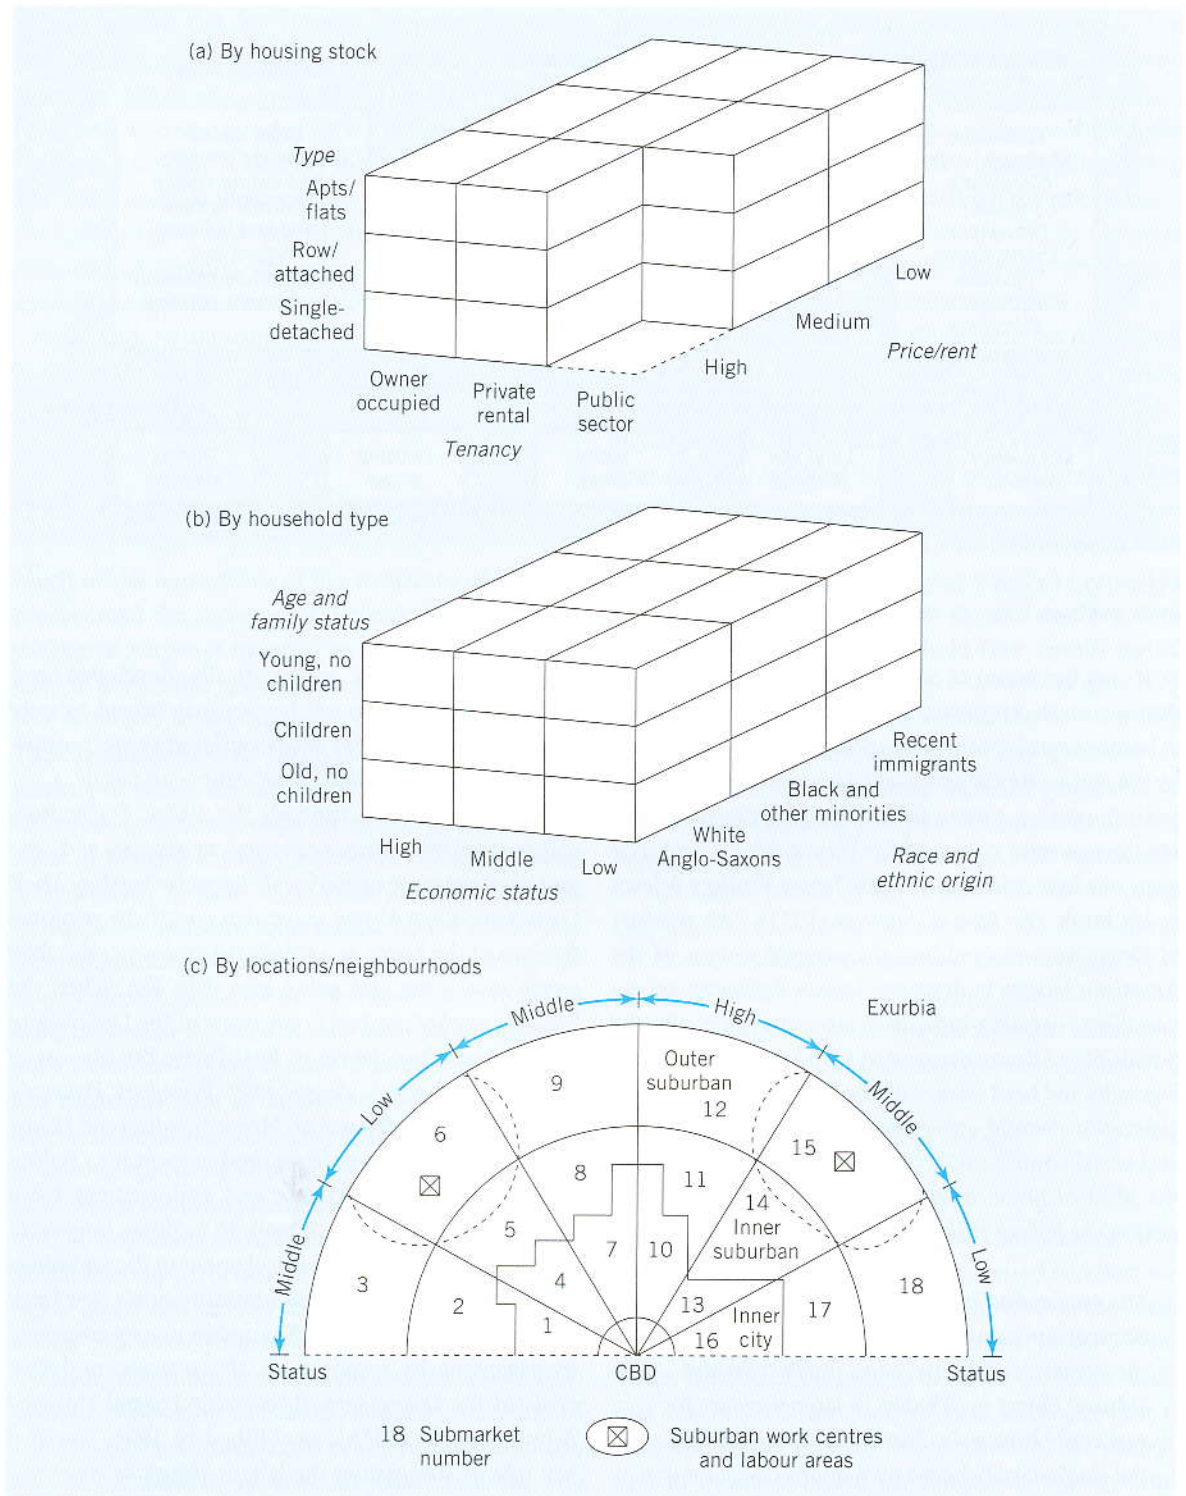 (a) By housing stock
Type
Apts/
flats
Row/
attached
Single-
detached
Owner
occupied
Private
rental
Public
sector
Tenancy
High
Medium
Low
Price/rent
(b) By household type
Age and
family status
Young, no
children
Children
Old, no
children
High
Middle
Low
Economic status
White
Anglo-Saxons
Black and
other minorities
Recent
immigrants
Race and
ethnic origin
(c) By locations/neighbourhoods
Middle
Low
Middle
High
Middle
Low
Exurbia
Outer
suburban
12
9
6
15
8
11
14
Inner
suburban
5
7
10
4
3
2
1
13
16
Inner
city
17
18
Status
CBD
Status
18 Submarket
number
Suburban work centres
and labour areas